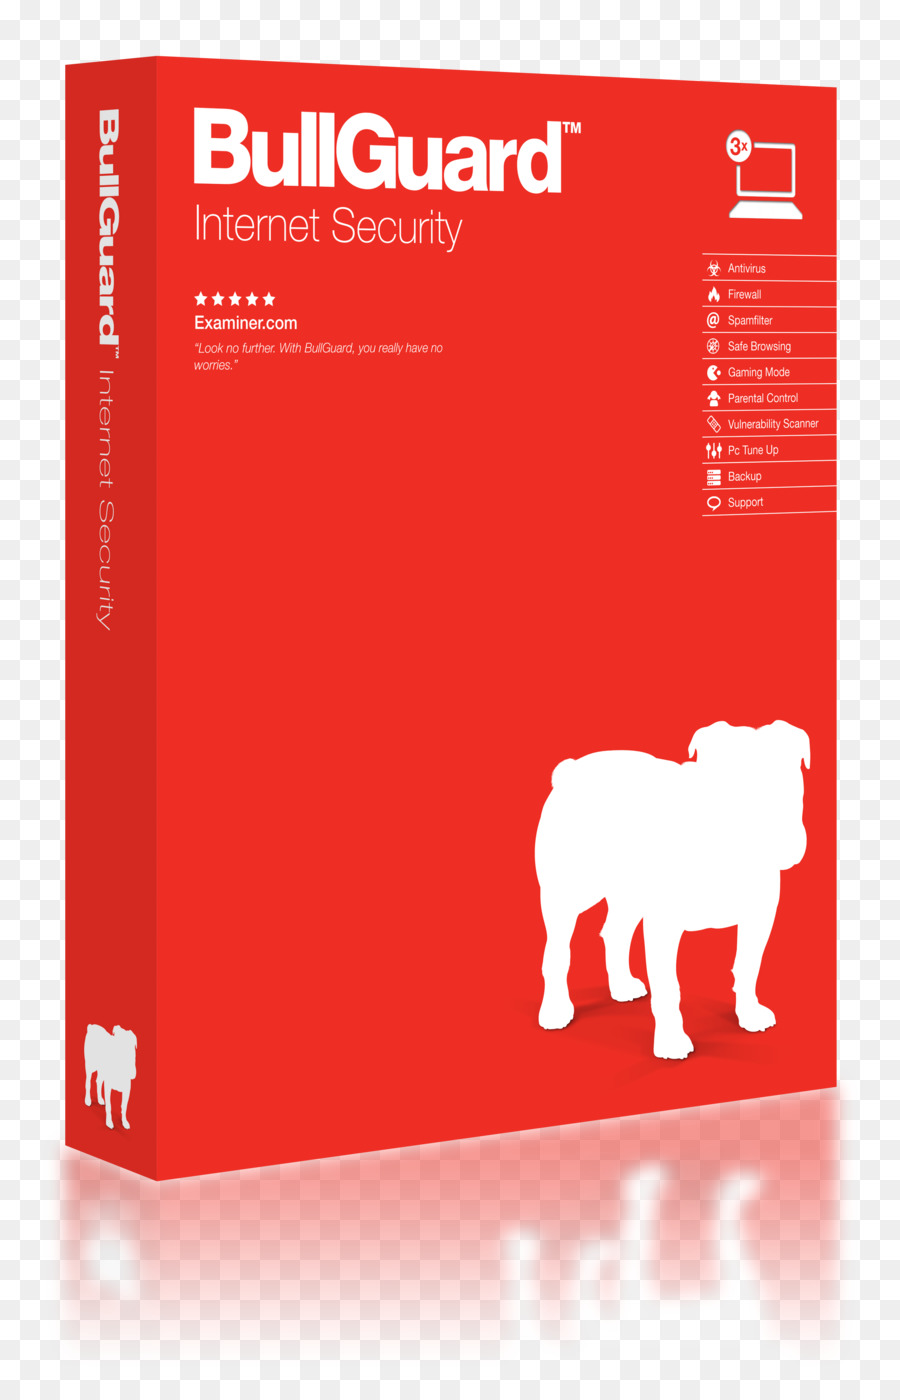 BullGuard™
Internet Security
★★★★★
Examiner.com
“Look no further. With BullGuard, you really have no
worries.”
3x
Antivirus
Firewall
@ Spamfilter
Safe Browsing
Gaming Mode
Parental Control
Vulnerability Scanner
Pc Tune Up
Backup
Support
BullGuard™ Internet Security